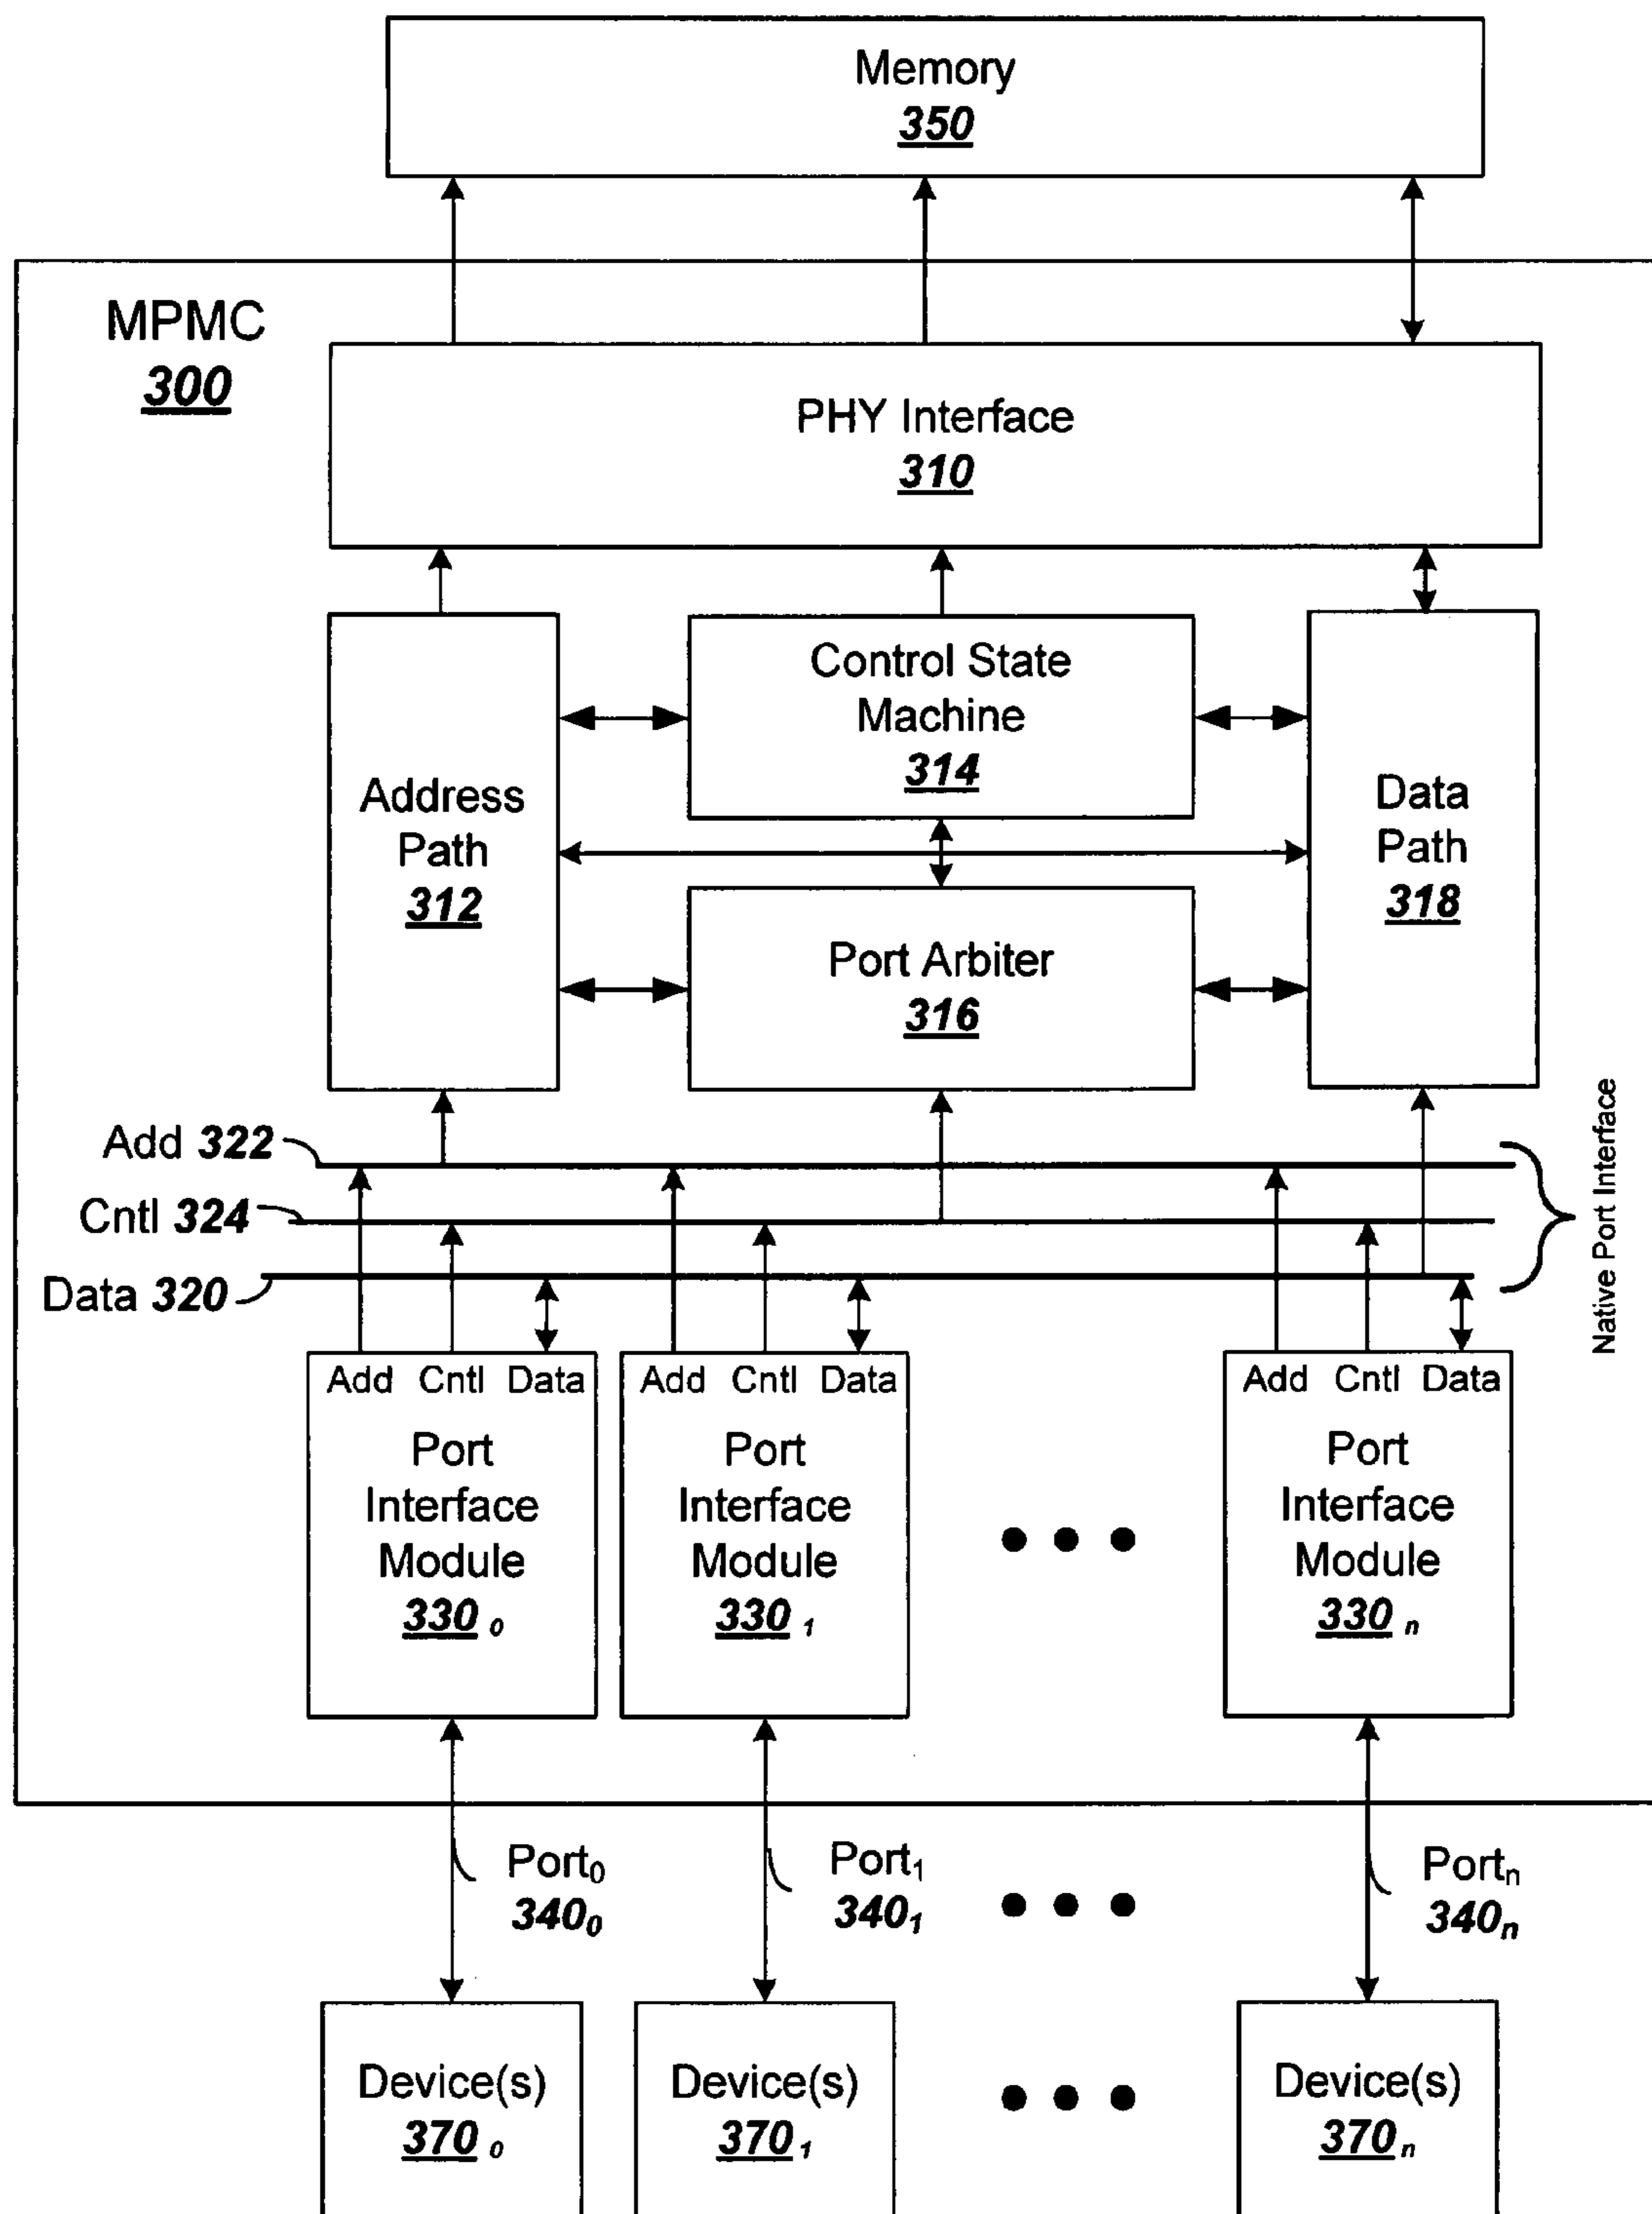 Memory
350
MPMC
300
PHY Interface
310
Control State
Machine
314
Address
Path
312
Data
Path
318
Port Arbiter
316
Add 322
Cntl 324
Data 320
Native Port Interface
Add Cntl Data
Port
Interface
Module
330 0
Add Cntl Data
Port
Interface
Module
330 1
Add Cntl Data
Port
Interface
Module
330 n
Port0
3400
Port1
3401
Portn
340n
Device(s)
370 0
Device(s)
370 1
Device(s)
370 n